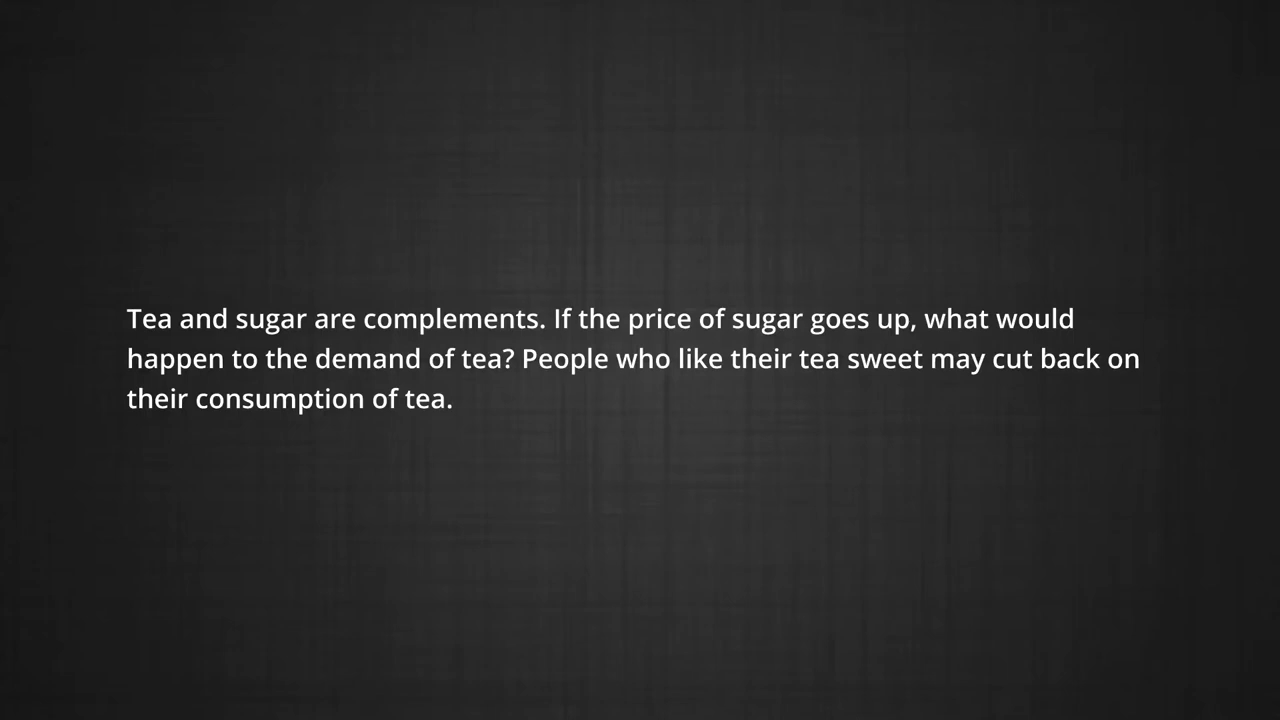 Tea and sugar are complements. If the price of sugar goes up, what would
happen to the demand of tea? People who like their tea sweet may cut back on
their consumption of tea.